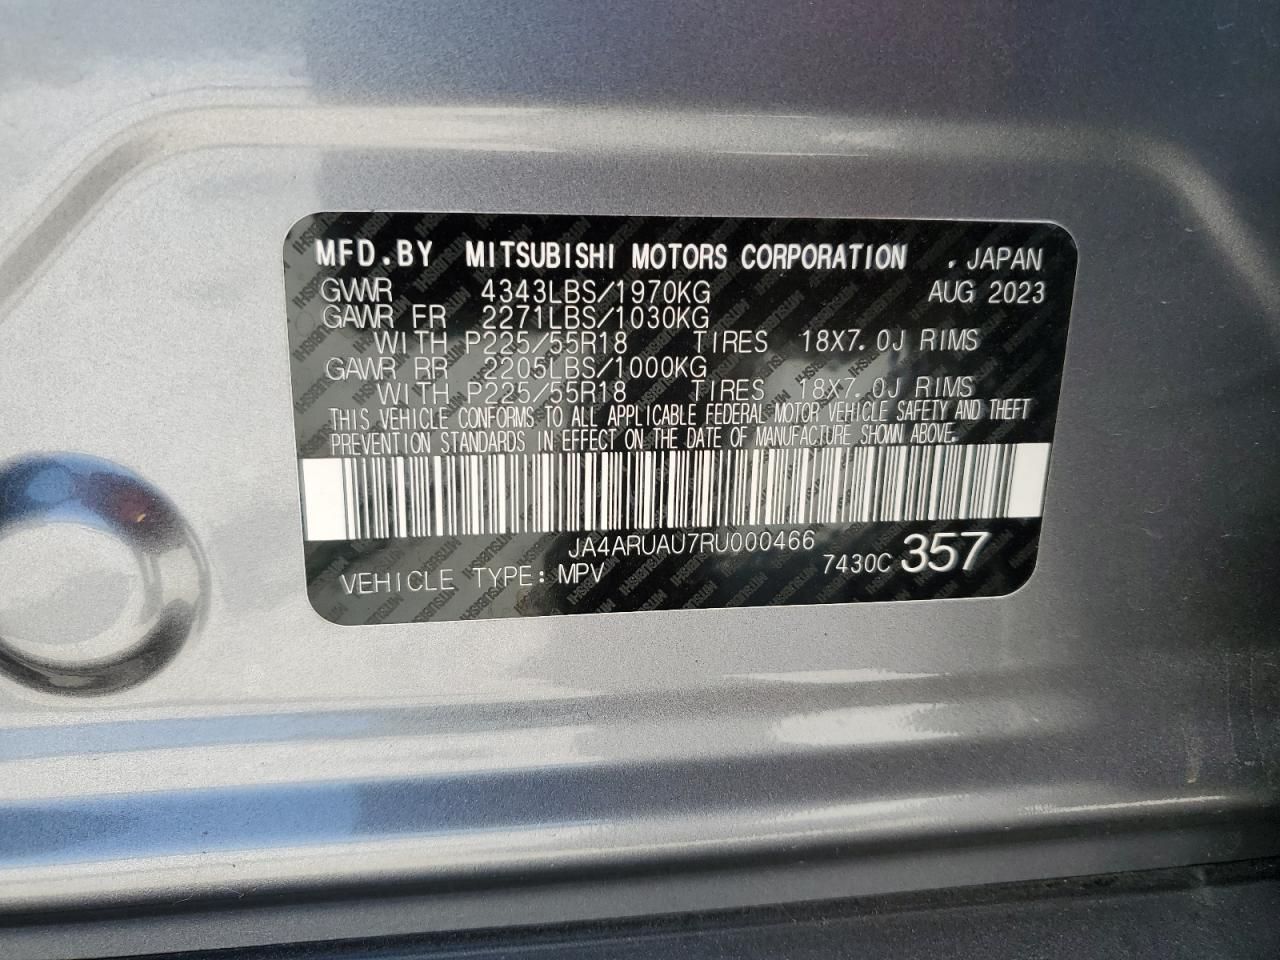 MFD.BY MITSUBISHI MOTORS CORPORATION . JAPAN
GVWR 4343LBS/1970KG AUG 2023
GAWR FR 2271LBS/1030KG
WITH P225/55R18 TIRES 18X7.0J RIMS
GAWR RR 2205LBS/1000KG
WITH P225/55R18 TIRES 18X7.0J RIMS
THIS VEHICLE CONFORMS TO ALL APPLICABLE FEDERAL MOTOR VEHICLE SAFETY AND THEFT
PREVENTION STANDARDS IN EFFECT ON THE DATE OF MANUFACTURE SHOWN ABOVE.
JA4ARUAU7RU000466
VEHICLE TYPE: MPV 7430C 357